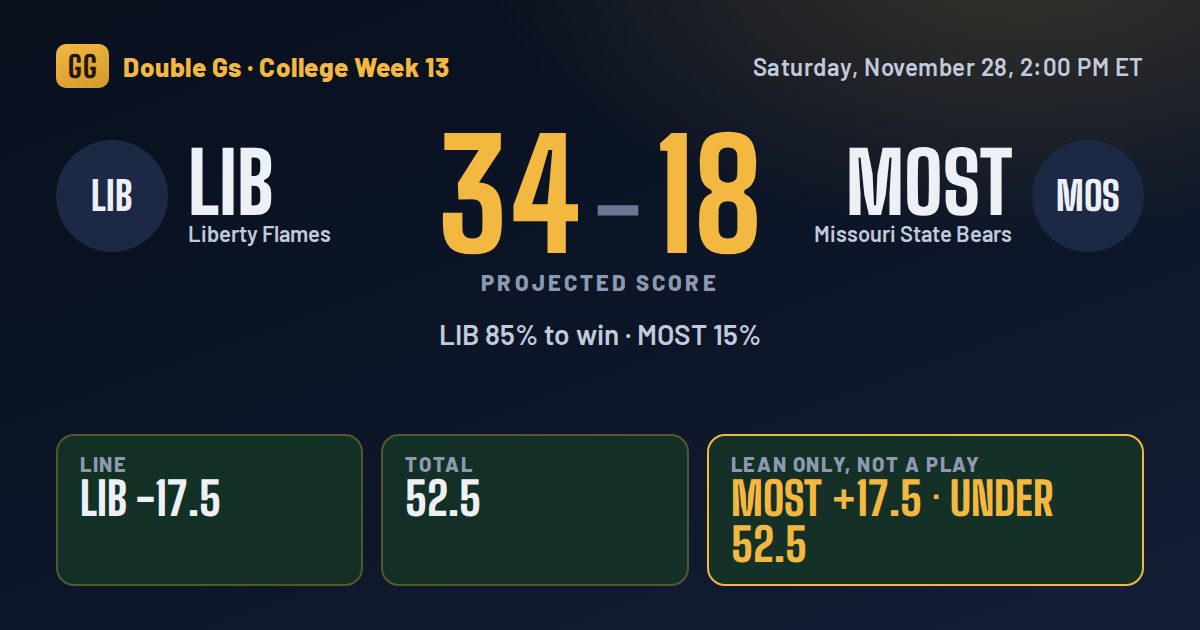 GG
Double Gs · College Week 13
Saturday, November 28, 2:00 PM ET
LIB
LIB
Liberty Flames
34 – 18
PROJECTED SCORE
LIB 85% to win · MOST 15%
MOST
Missouri State Bears
MOS
LINE
LIB –17.5
TOTAL
52.5
LEAN ONLY, NOT A PLAY
MOST +17.5 · UNDER
52.5